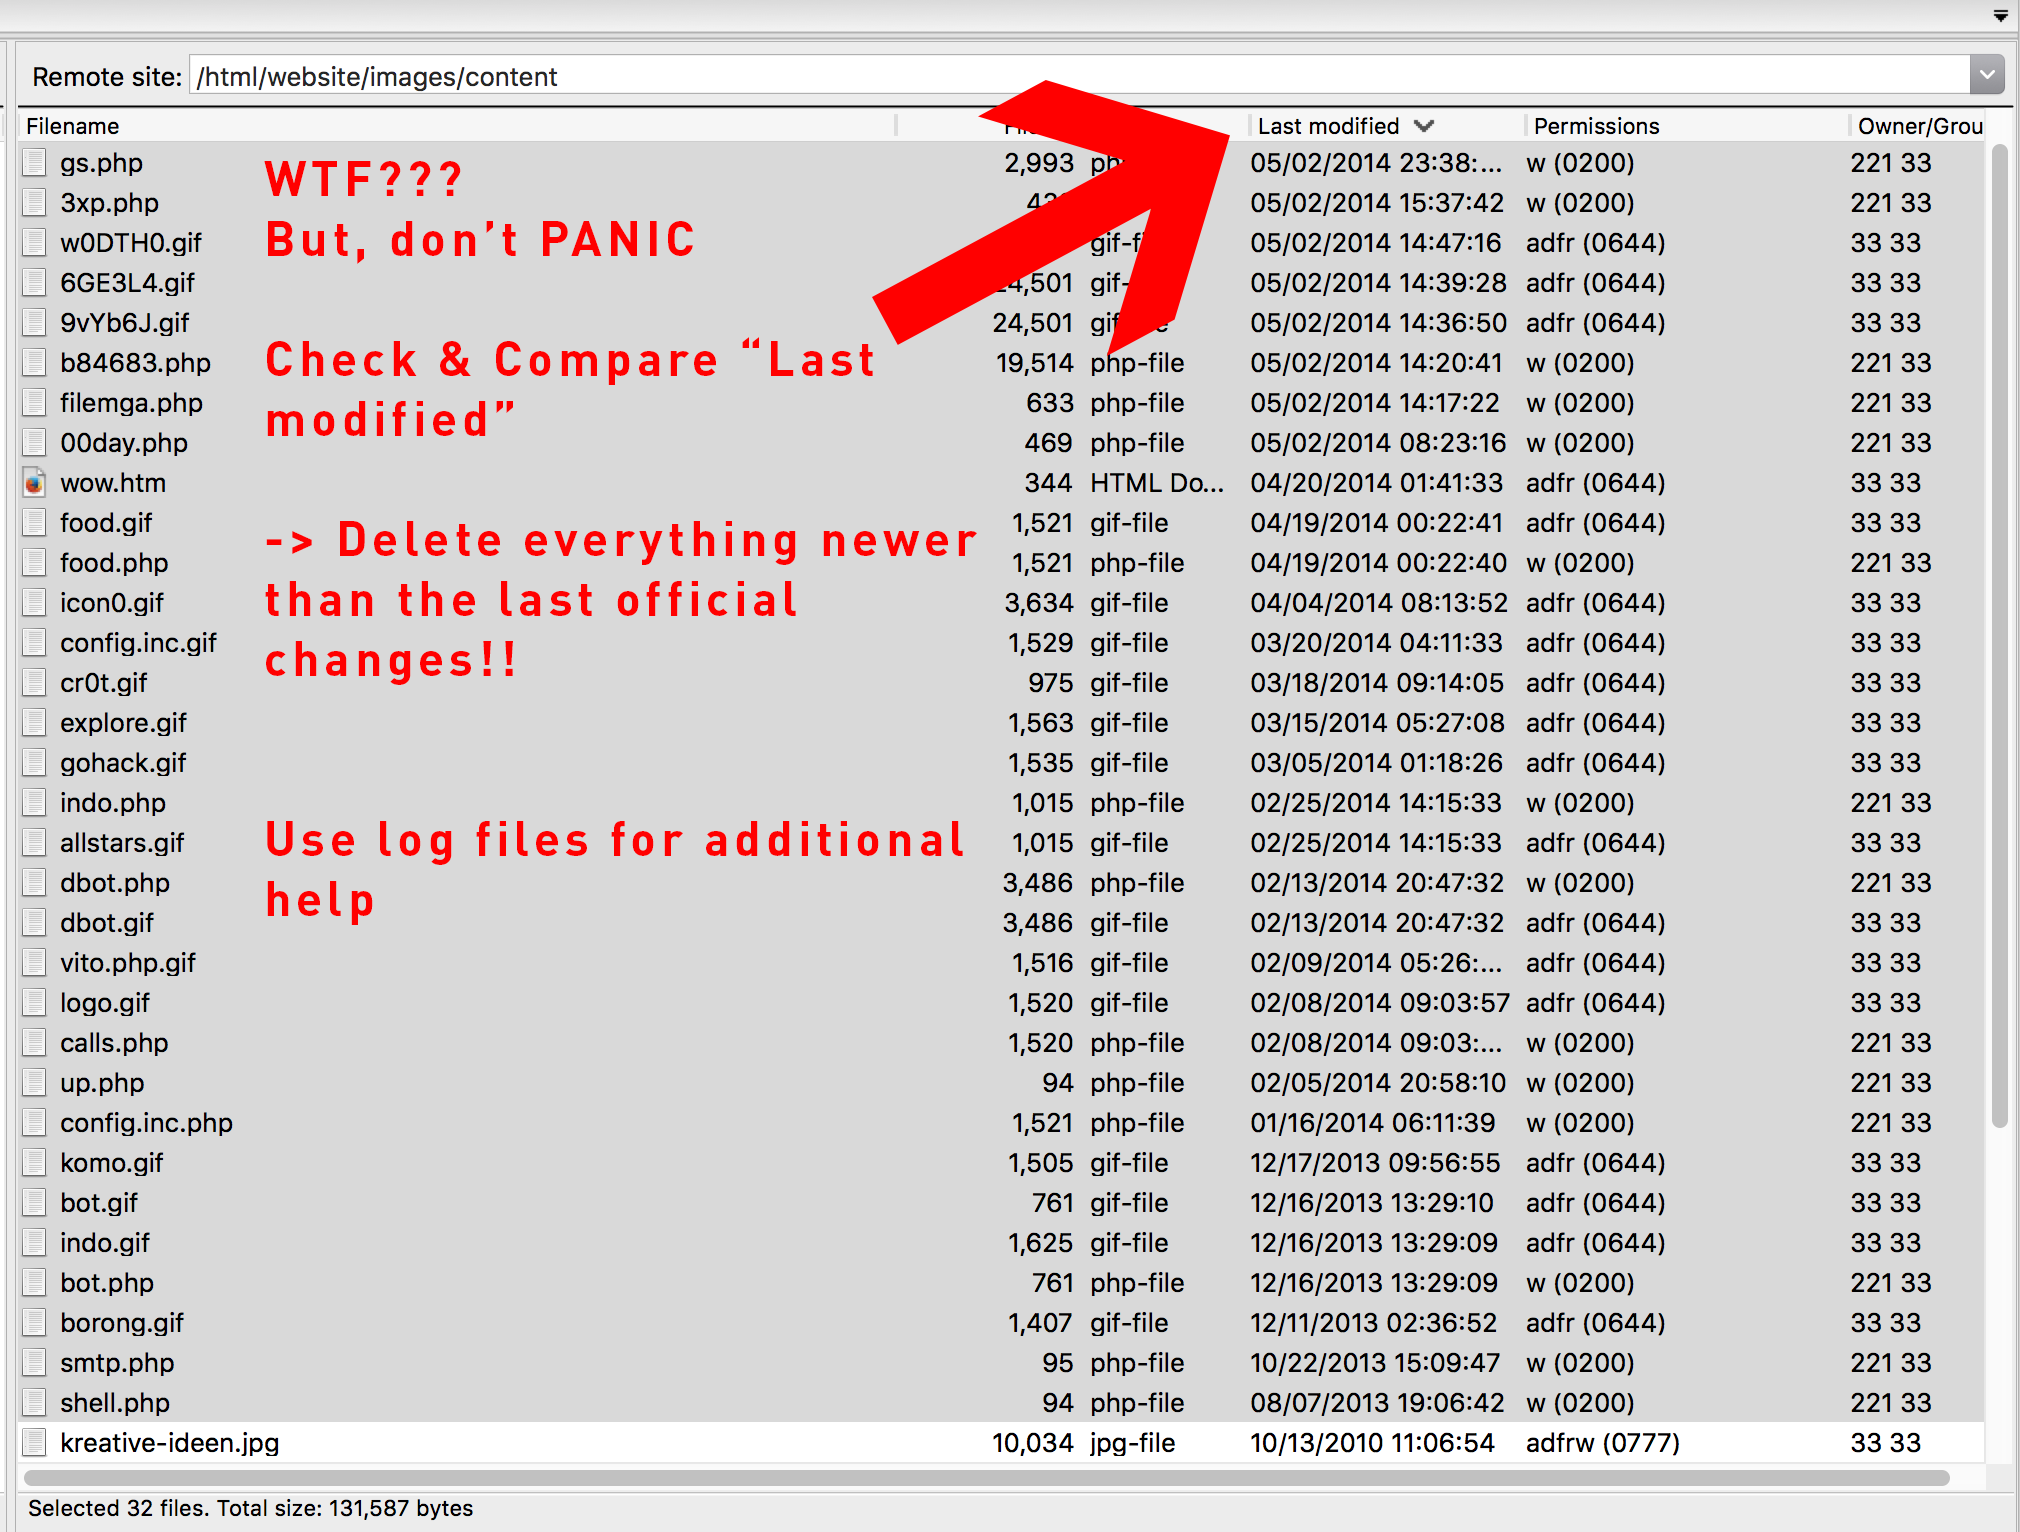 Remote site: /html/website/images/content
Filename Last modified Permissions Owner/Grou
gs.php 2,993 05/02/2014 23:38:... w (0200) 221 33
3xp.php 05/02/2014 15:37:42 w (0200) 221 33
w0DTH0.gif 05/02/2014 14:47:16 adfr (0644) 33 33
6GE3L4.gif 05/02/2014 14:39:28 adfr (0644) 33 33
9vYb6J.gif 24,501 05/02/2014 14:36:50 adfr (0644) 33 33
b84683.php 19,514 php-file 05/02/2014 14:20:41 w (0200) 221 33
filemga.php 633 php-file 05/02/2014 14:17:22 w (0200) 221 33
00day.php 469 php-file 05/02/2014 08:23:16 w (0200) 221 33
wow.htm 344 HTML Do... 04/20/2014 01:41:33 adfr (0644) 33 33
food.gif 1,521 gif-file 04/19/2014 00:22:41 adfr (0644) 33 33
food.php 1,521 php-file 04/19/2014 00:22:40 w (0200) 221 33
icon0.gif 3,634 gif-file 04/04/2014 08:13:52 adfr (0644) 33 33
config.inc.gif 1,529 gif-file 03/20/2014 04:11:33 adfr (0644) 33 33
cr0t.gif 975 gif-file 03/18/2014 09:14:05 adfr (0644) 33 33
explore.gif 1,563 gif-file 03/15/2014 05:27:08 adfr (0644) 33 33
gohack.gif 1,535 gif-file 03/05/2014 01:18:26 adfr (0644) 33 33
indo.php 1,015 php-file 02/25/2014 14:15:33 w (0200) 221 33
allstars.gif 1,015 gif-file 02/25/2014 14:15:33 adfr (0644) 33 33
dbot.php 3,486 php-file 02/13/2014 20:47:32 w (0200) 221 33
dbot.gif 3,486 gif-file 02/13/2014 20:47:32 adfr (0644) 33 33
vito.php.gif 1,516 gif-file 02/09/2014 05:26:... adfr (0644) 33 33
logo.gif 1,520 gif-file 02/08/2014 09:03:57 adfr (0644) 33 33
calls.php 1,520 php-file 02/08/2014 09:03:... w (0200) 221 33
up.php 94 php-file 02/05/2014 20:58:10 w (0200) 221 33
config.inc.php 1,521 php-file 01/16/2014 06:11:39 w (0200) 221 33
komo.gif 1,505 gif-file 12/17/2013 09:56:55 adfr (0644) 33 33
bot.gif 761 gif-file 12/16/2013 13:29:10 adfr (0644) 33 33
indo.gif 1,625 gif-file 12/16/2013 13:29:09 adfr (0644) 33 33
bot.php 761 php-file 12/16/2013 13:29:09 w (0200) 221 33
borong.gif 1,407 gif-file 12/11/2013 02:36:52 adfr (0644) 33 33
smtp.php 95 php-file 10/22/2013 15:09:47 w (0200) 221 33
shell.php 94 php-file 08/07/2013 19:06:42 w (0200) 221 33
kreative-ideen.jpg 10,034 jpg-file 10/13/2010 11:06:54 adfrw (0777) 33 33
Selected 32 files. Total size: 131,587 bytes
WTF???
But, don’t PANIC
Check & Compare “Last
modified”
-> Delete everything newer
than the last official
changes!!
Use log files for additional
help